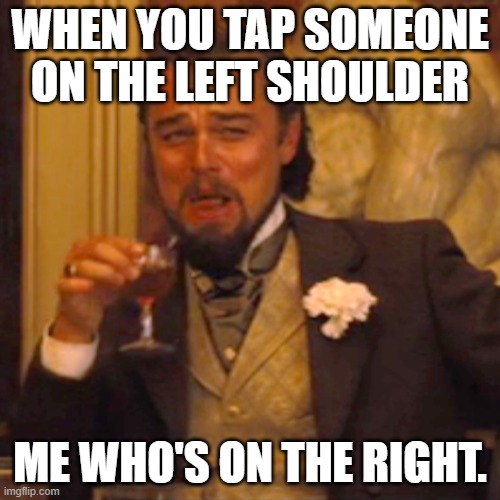 WHEN YOU TAP SOMEONE
ON THE LEFT SHOULDER
ME WHO'S ON THE RIGHT.
imgflip.com